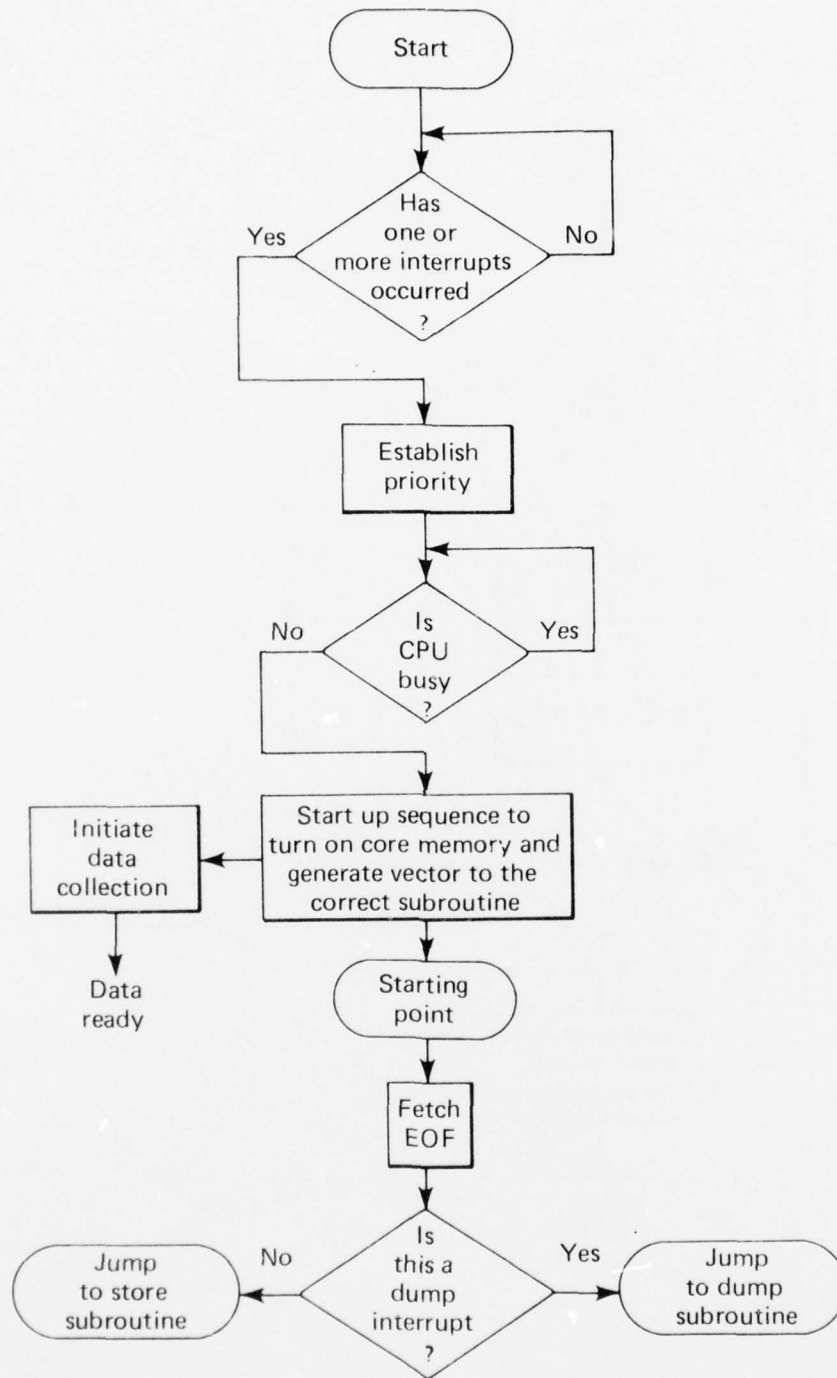 Start
Has
one or
more interrupts
occurred
?
Yes
No
Establish
priority
Is
CPU
busy
?
No
Yes
Start up sequence to
turn on core memory and
generate vector to the
correct subroutine
Initiate
data
collection
Data
ready
Starting
point
Fetch
EOF
Is
this a
dump
interrupt
?
No
Yes
Jump
to store
subroutine
Jump
to dump
subroutine